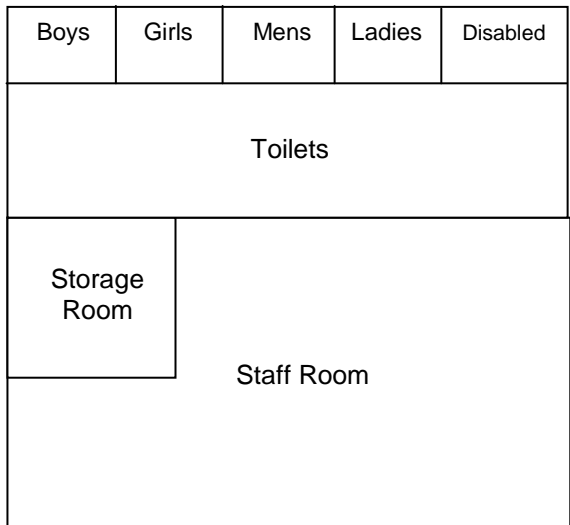 Boys Girls Mens Ladies Disabled
Toilets
Storage
Room
Staff Room